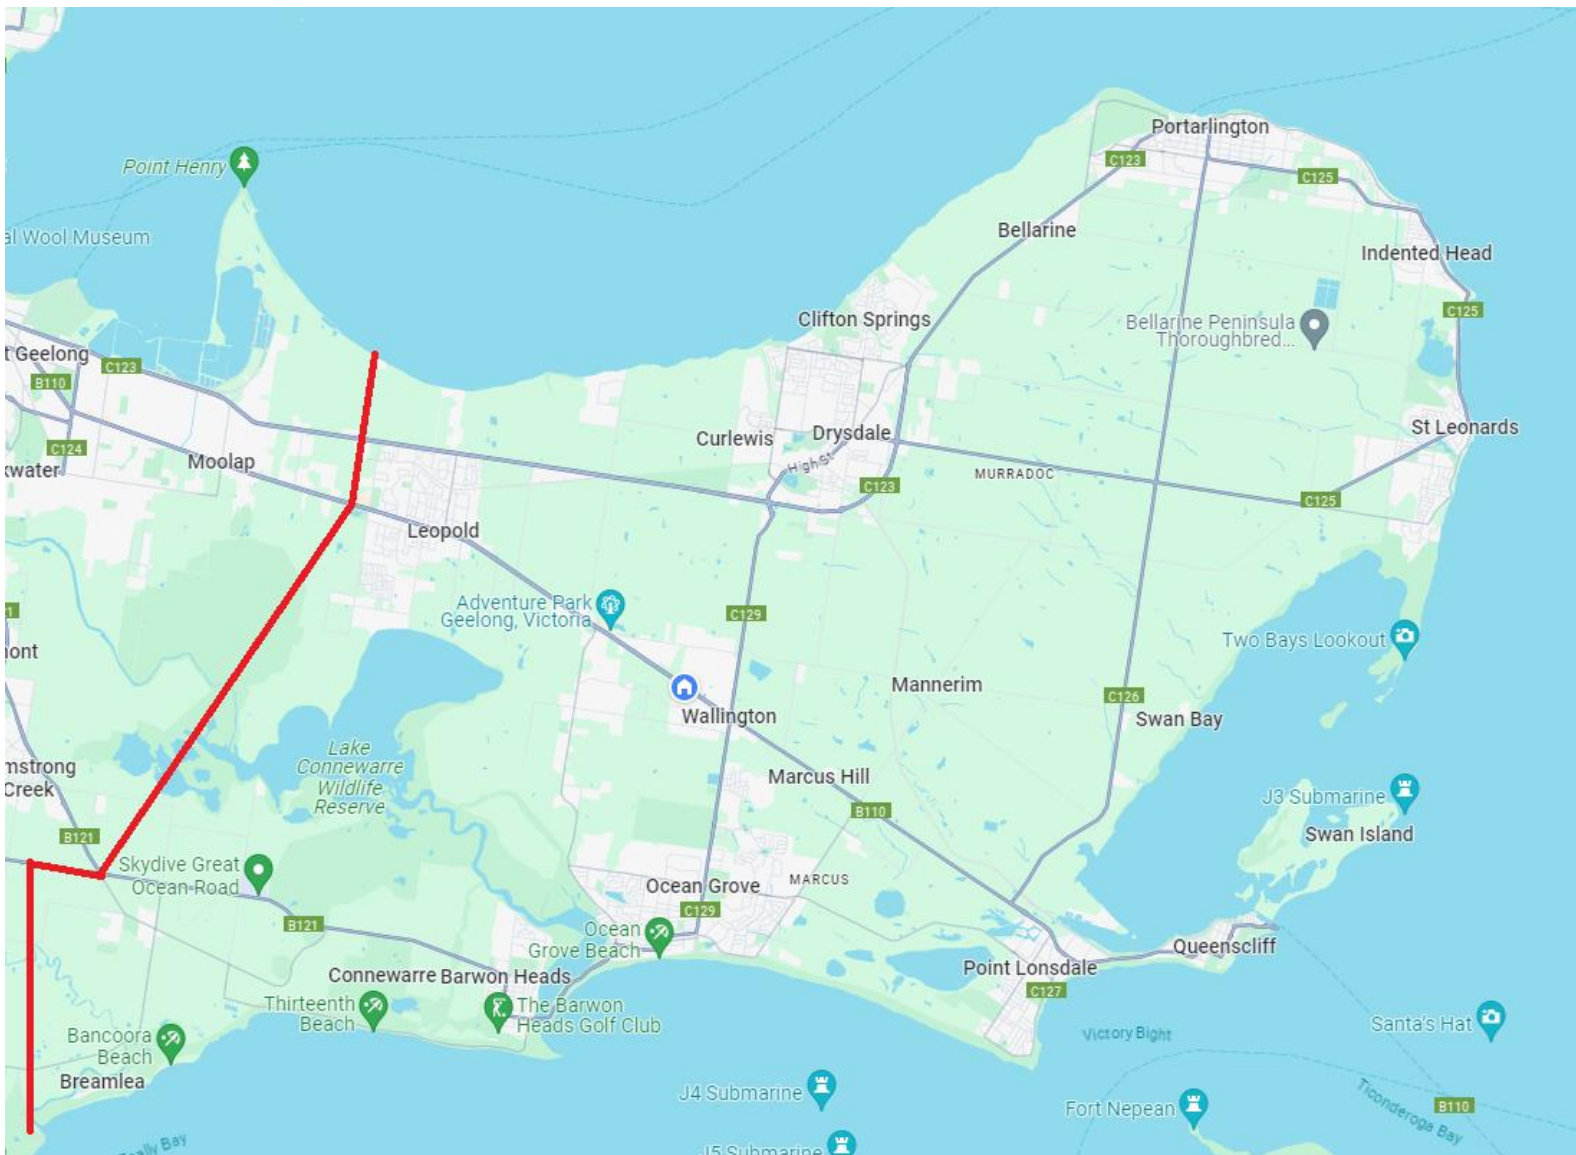 Portarlington
C123
Point Henry
C125
al Wool Museum
Bellarine
Indented Head
C125
Clifton Springs
Bellarine Peninsula
Thoroughbred...
t Geelong
C123
B110
St Leonards
Curlewis
Drysdale
C124
Moolap
High St
MURRADOC
kwater
C123
C125
Leopold
Adventure Park
Geelong, Victoria
C129
1
Two Bays Lookout
nont
Mannerim
C126
Wallington
Swan Bay
Lake
Connewarre
Wildlife
Reserve
mstrong
Creek
Marcus Hill
J3 Submarine
B110
B121
Swan Island
Skydive Great
Ocean Road
MARCUS
Ocean Grove
C129
B121
Ocean
Grove Beach
Queenscliff
Connewarre
Barwon Heads
Point Lonsdale
C127
Thirteenth
Beach
The Barwon
Heads Golf Club
Santa's Hat
Victory Bight
Bancoora
Beach
Breamlea
J4 Submarine
Fort Nepean
B110
Ticonderoga Bay
J5 Submarine